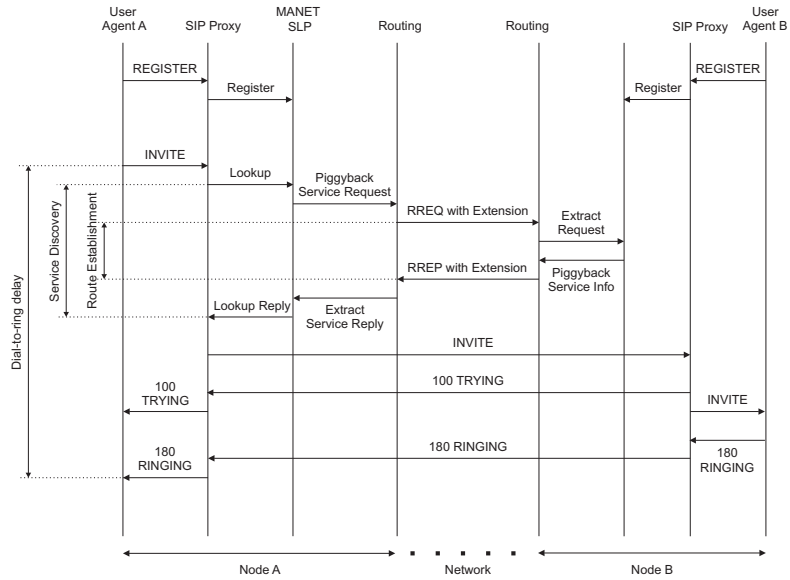 User
Agent A
SIP Proxy
MANET
SLP
Routing
Routing
SIP Proxy
User
Agent B
REGISTER
REGISTER
Register
Register
INVITE
Lookup
Piggyback
Service Request
RREQ with Extension
Extract
Request
RREP with Extension
Piggyback
Service Info
Lookup Reply
Extract
Service Reply
INVITE
100 TRYING
100
TRYING
INVITE
180 RINGING
180
RINGING
180
RINGING
Dial-to-ring delay
Service Discovery
Route Establishment
Node A
Network
Node B